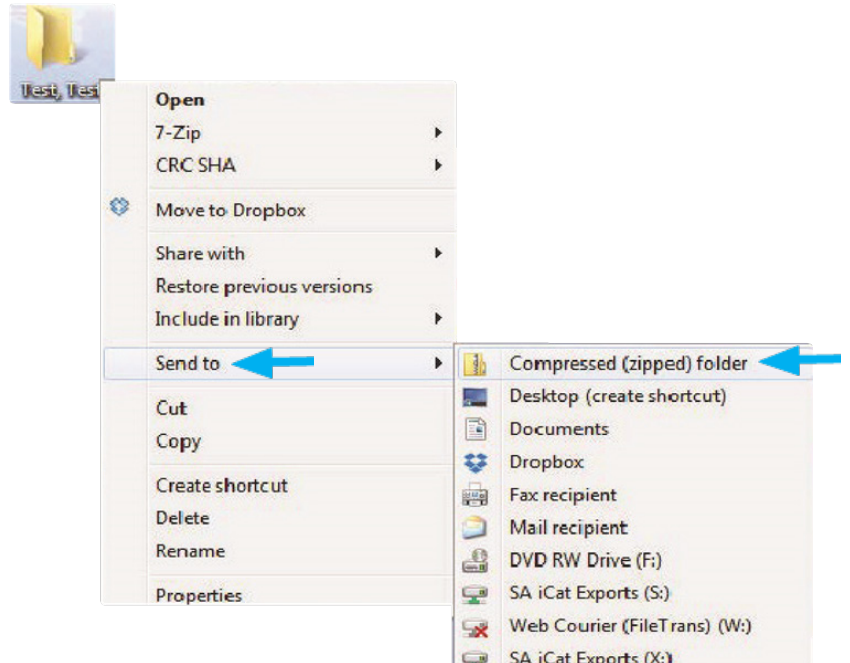 Test, Test
Open
7-Zip
CRC SHA
Move to Dropbox
Share with
Restore previous versions
Include in library
Send to
Cut
Copy
Create shortcut
Delete
Rename
Properties
Compressed (zipped) folder
Desktop (create shortcut)
Documents
Dropbox
Fax recipient
Mail recipient
DVD RW Drive (F:)
SA iCat Exports (S:)
Web Courier (FileTrans) (W:)
SA iCat Exports (X:)